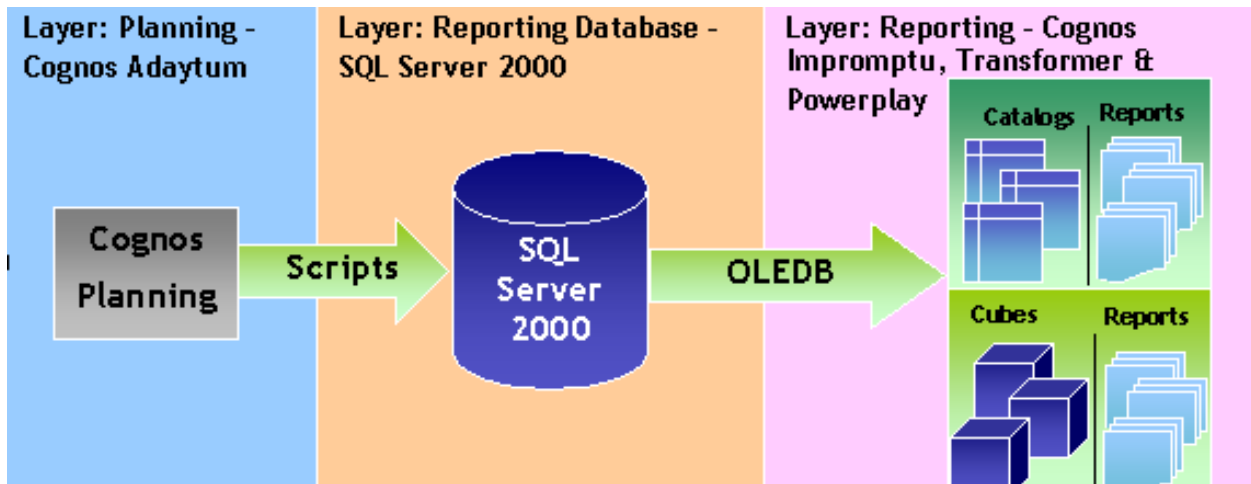 Layer: Planning -
Cognos Adaytum
Layer: Reporting Database -
SQL Server 2000
Layer: Reporting - Cognos
Impromptu, Transformer &
Powerplay
Cognos
Planning
Scripts
SQL
Server
2000
OLEDB
Catalogs
Reports
Cubes
Reports